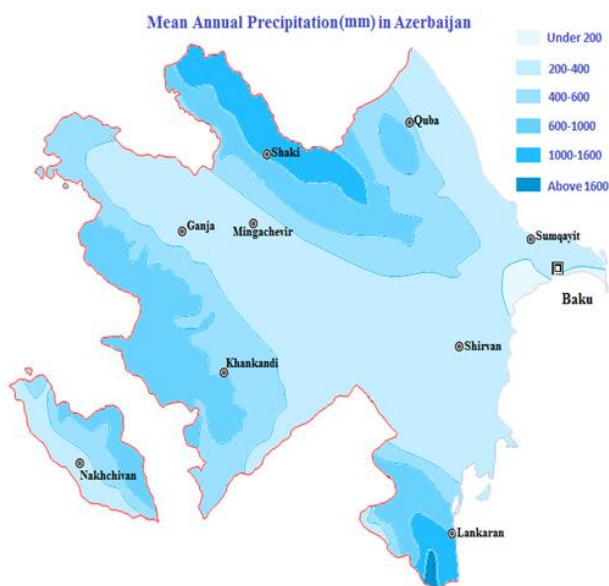 Mean Annual Precipitation(mm) in Azerbaijan
Under 200
200-400
400-600
600-1000
1000-1600
Above 1600
Quba
Shaki
Ganja
Mingachevir
Sumqayit
Baku
Shirvan
Khankandi
Nakhchivan
Lankaran